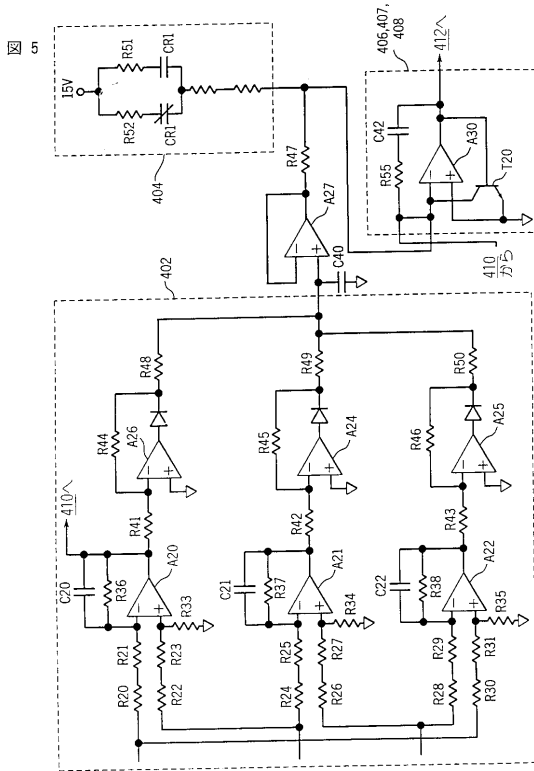 図 5
15V
R51
CR1
R52
CR1
404
R47
A27
C40
406,407,
408
412へ
C42
R55
A30
T20
410
から
402
R48
R44
A26
R41
410へ
C20
R36
A20
R33
R21
R20
R23
R22
R49
R45
A24
R42
C21
R37
A21
R34
R25
R24
R27
R26
R50
R46
A25
R43
C22
R38
A22
R35
R29
R28
R31
R30